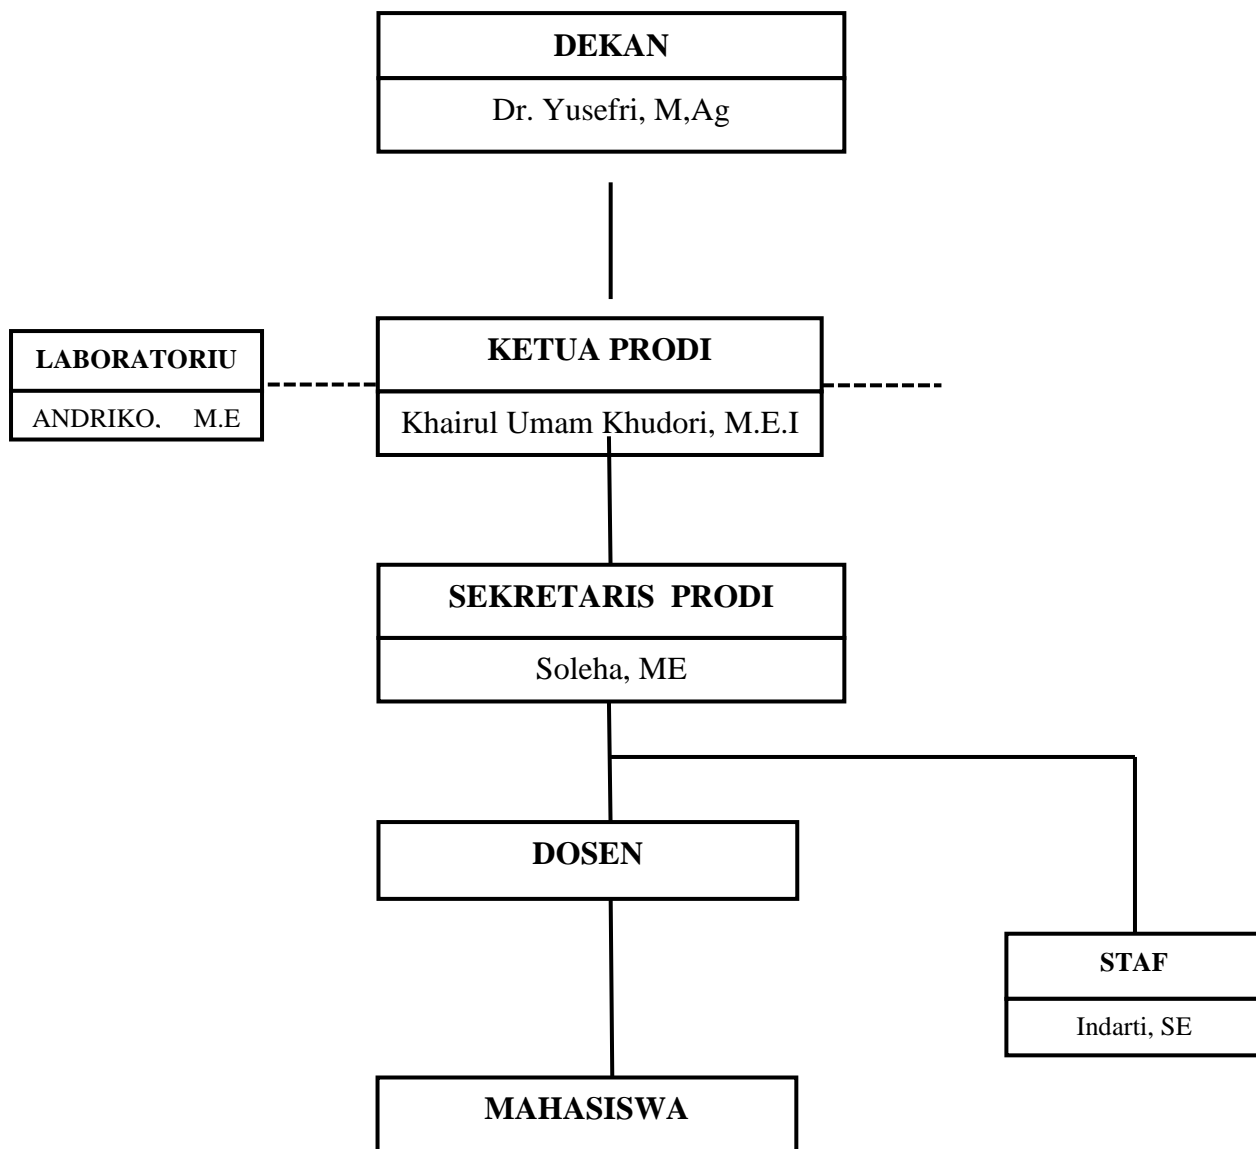 DEKAN
Dr. Yusefri, M,Ag
LABORATORIU
ANDRIKO, M.E
KETUA PRODI
Khairul Umam Khudori, M.E.I
SEKRETARIS PRODI
Soleha, ME
DOSEN
STAF
Indarti, SE
MAHASISWA